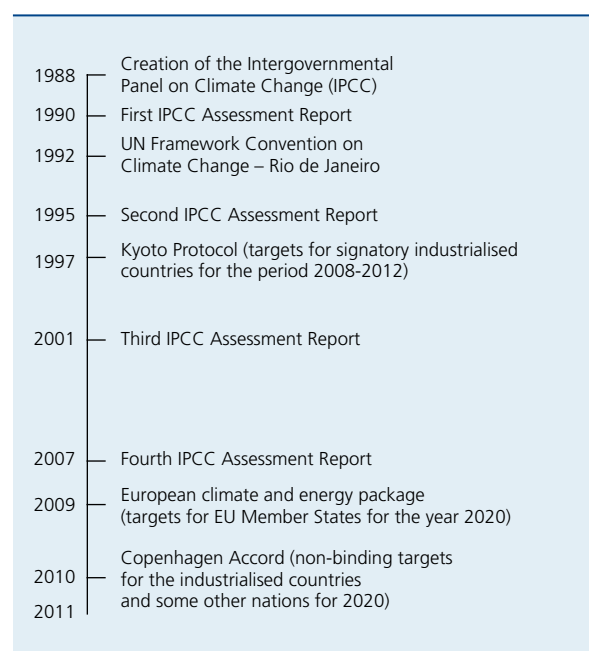 1988 Creation of the Intergovernmental
Panel on Climate Change (IPCC)
1990 First IPCC Assessment Report
1992 UN Framework Convention on
Climate Change – Rio de Janeiro
1995 Second IPCC Assessment Report
1997 Kyoto Protocol (targets for signatory industrialised
countries for the period 2008-2012)
2001 Third IPCC Assessment Report
2007 Fourth IPCC Assessment Report
2009 European climate and energy package
(targets for EU Member States for the year 2020)
Copenhagen Accord (non-binding targets
2010 for the industrialised countries
and some other nations for 2020)
2011